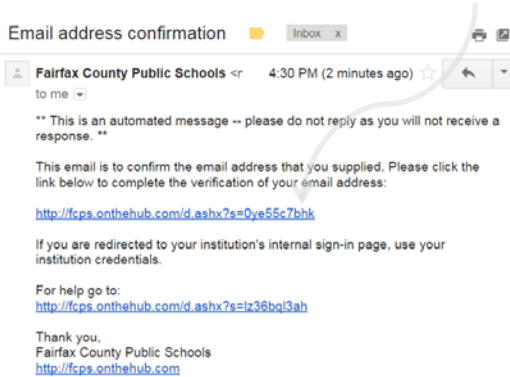 Email address confirmation
Inbox x
Fairfax County Public Schools <r 4:30 PM (2 minutes ago)
to me
** This is an automated message -- please do not reply as you will not receive a
response. **
This email is to confirm the email address that you supplied. Please click the
link below to complete the verification of your email address:
http://fcps.onthehub.com/d.ashx?s=0ye55c7bhk
If you are redirected to your institution's internal sign-in page, use your
institution credentials.
For help go to:
http://fcps.onthehub.com/d.ashx?s=lz36bql3ah
Thank you,
Fairfax County Public Schools
http://fcps.onthehub.com